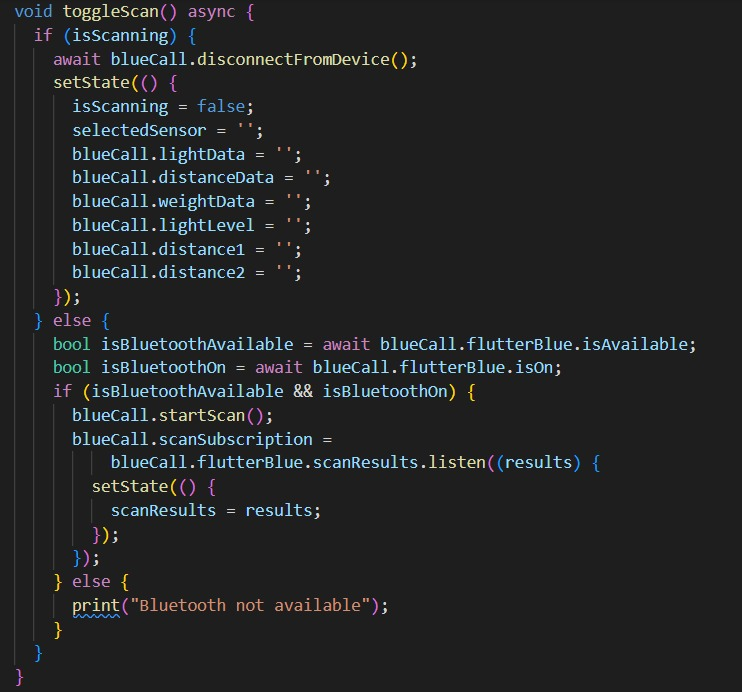 void toggleScan() async {
if (isScanning) {
await blueCall.disconnectFromDevice();
setState(() {
isScanning = false;
selectedSensor = '';
blueCall.lightData = '';
blueCall.distanceData = '';
blueCall.weightData = '';
blueCall.lightLevel = '';
blueCall.distance1 = '';
blueCall.distance2 = '';
});
} else {
bool isBluetoothAvailable = await blueCall.flutterBlue.isAvailable;
bool isBluetoothOn = await blueCall.flutterBlue.isOn;
if (isBluetoothAvailable && isBluetoothOn) {
blueCall.startScan();
blueCall.scanSubscription =
blueCall.flutterBlue.scanResults.listen((results) {
setState(() {
scanResults = results;
});
});
} else {
print("Bluetooth not available");
}
}
}